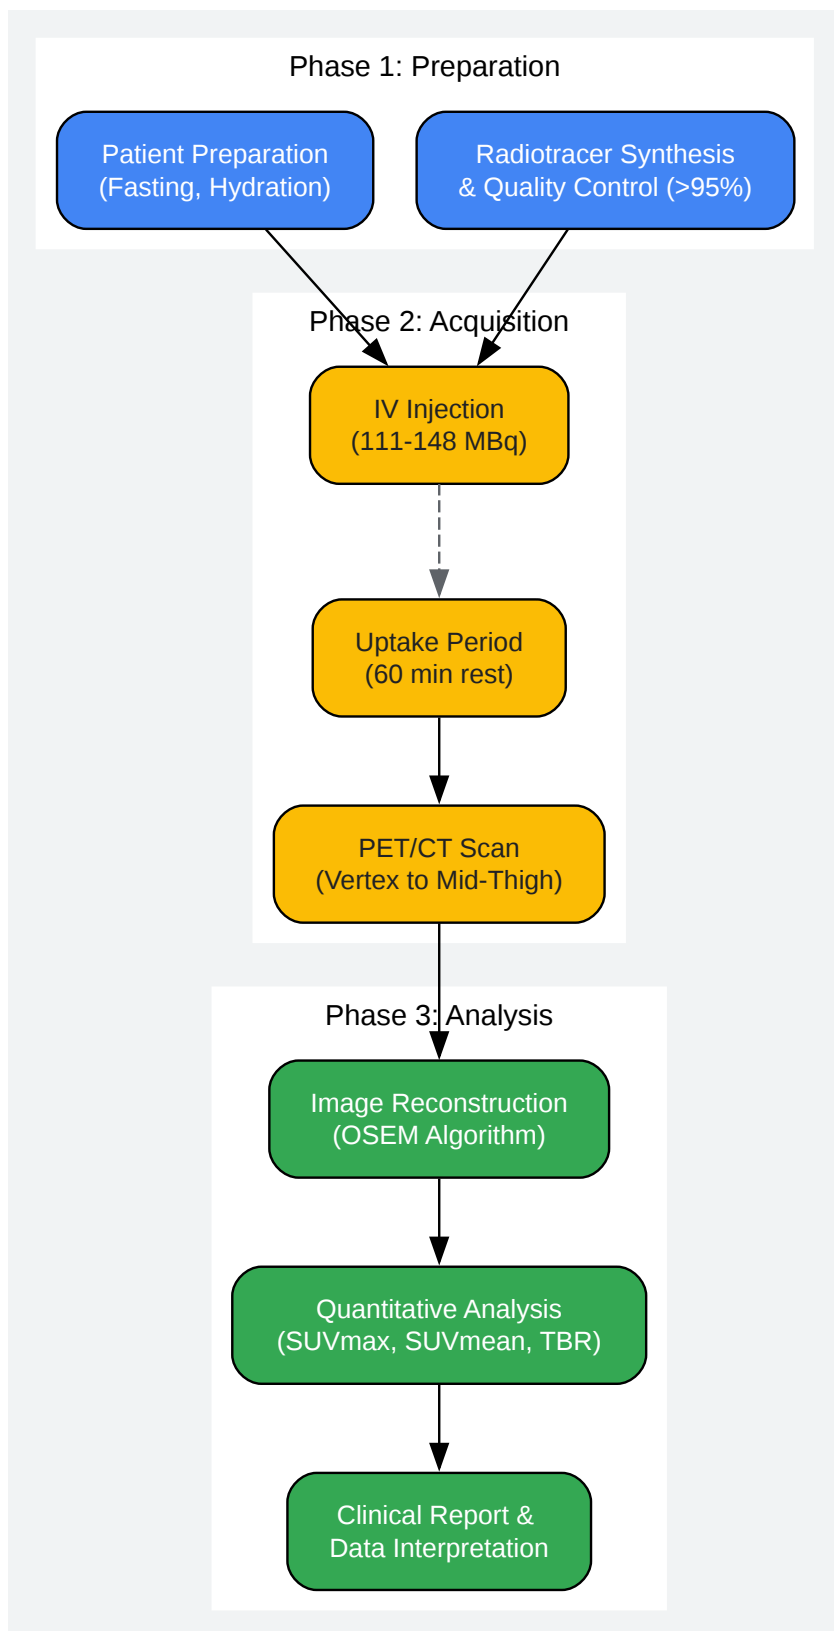 Phase 1: Preparation
Patient Preparation
(Fasting, Hydration)
Radiotracer Synthesis
& Quality Control (>95%)
Phase 2: Acquisition
IV Injection
(111-148 MBq)
Uptake Period
(60 min rest)
PET/CT Scan
(Vertex to Mid-Thigh)
Phase 3: Analysis
Image Reconstruction
(OSEM Algorithm)
Quantitative Analysis
(SUVmax, SUVmean, TBR)
Clinical Report &
Data Interpretation